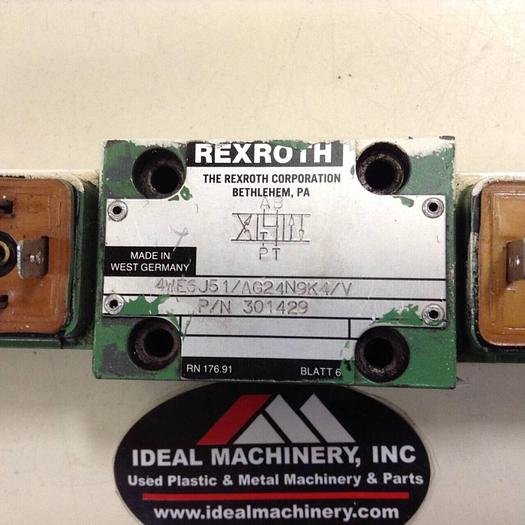 REXROTH
THE REXROTH CORPORATION
BETHLEHEM, PA
AB
PT
MADE IN
WEST GERMANY
4WE6J51/AG24N9K4/V
P/N 301429
RN 176.91
BLATT 6
IDEAL MACHINERY, INC
Used Plastic & Metal Machinery & Parts
www.idealmachinery.com